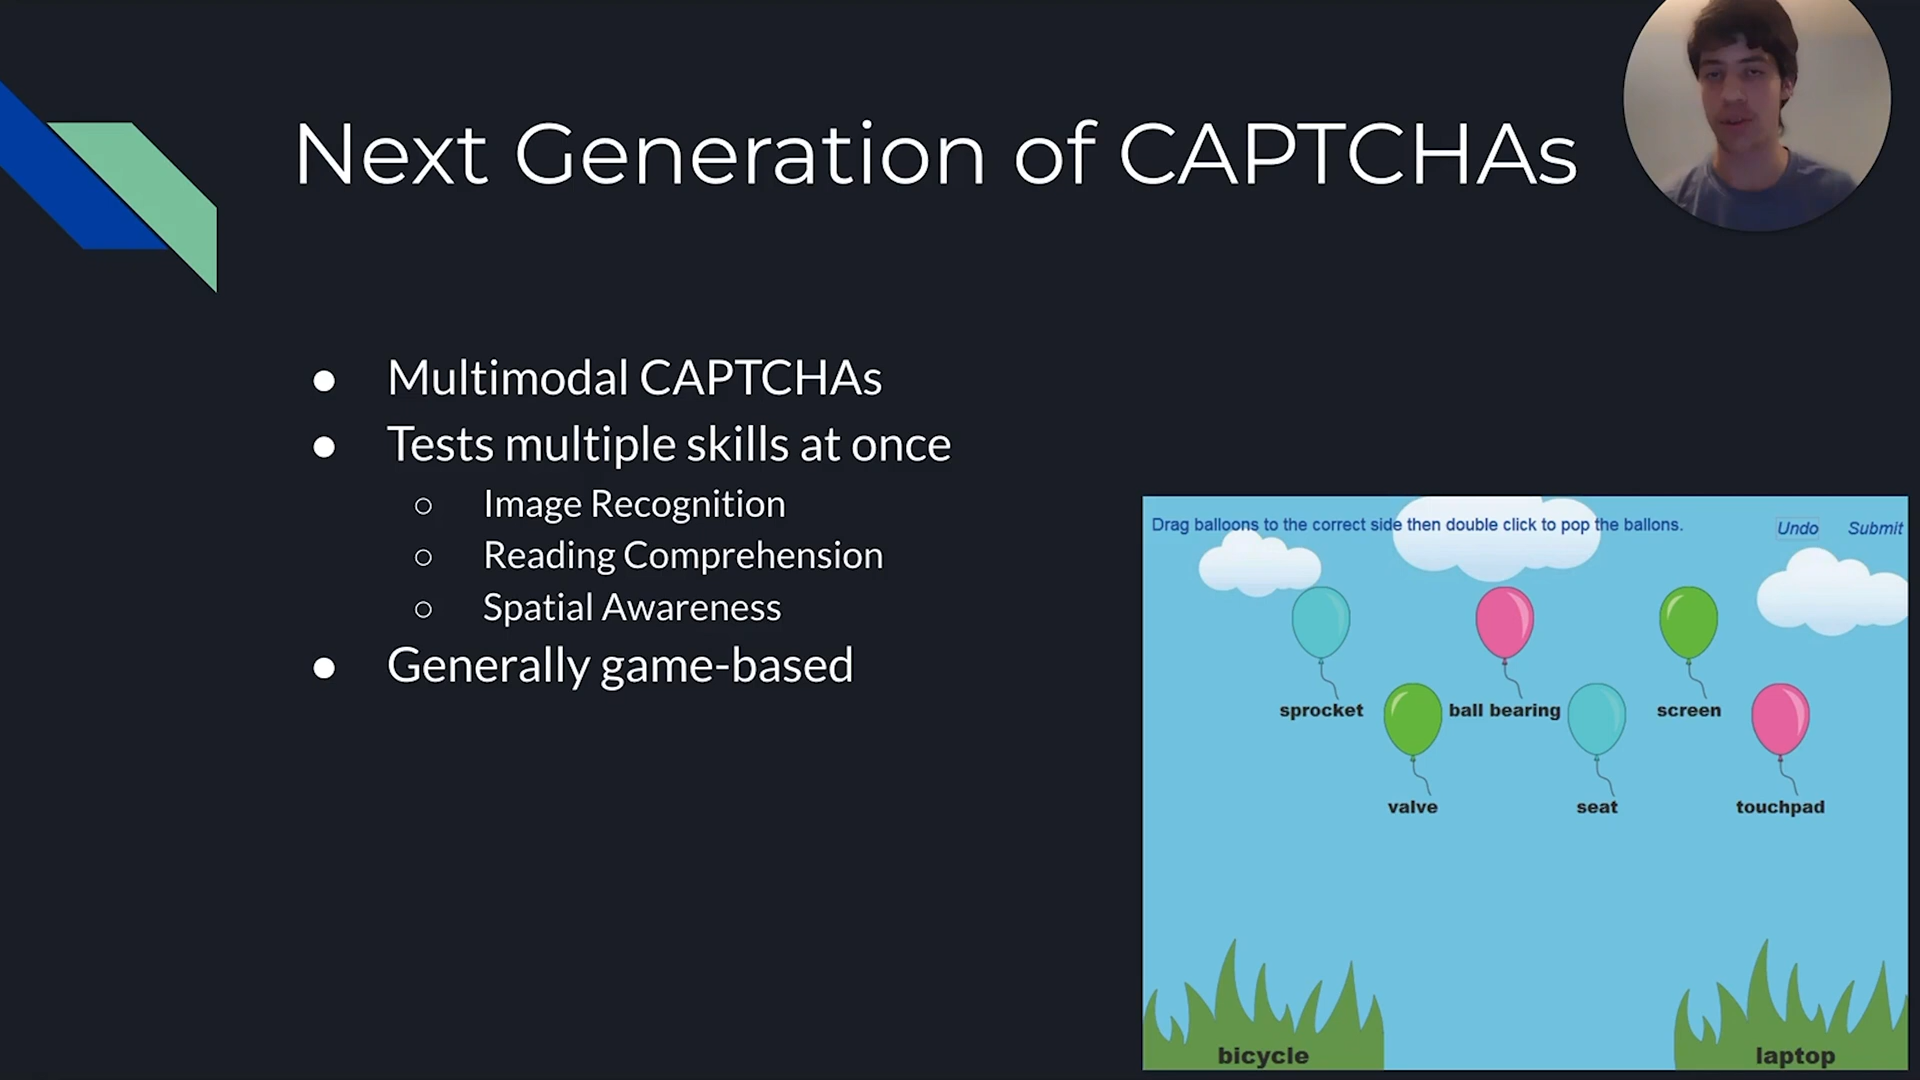 Next Generation of CAPTCHAs
● Multimodal CAPTCHAs
● Tests multiple skills at once
○ Image Recognition
○ Reading Comprehension
○ Spatial Awareness
● Generally game-based
Drag balloons to the correct side then double click to pop the ballons.
Undo Submit
sprocket ball bearing screen
valve seat touchpad
bicycle laptop